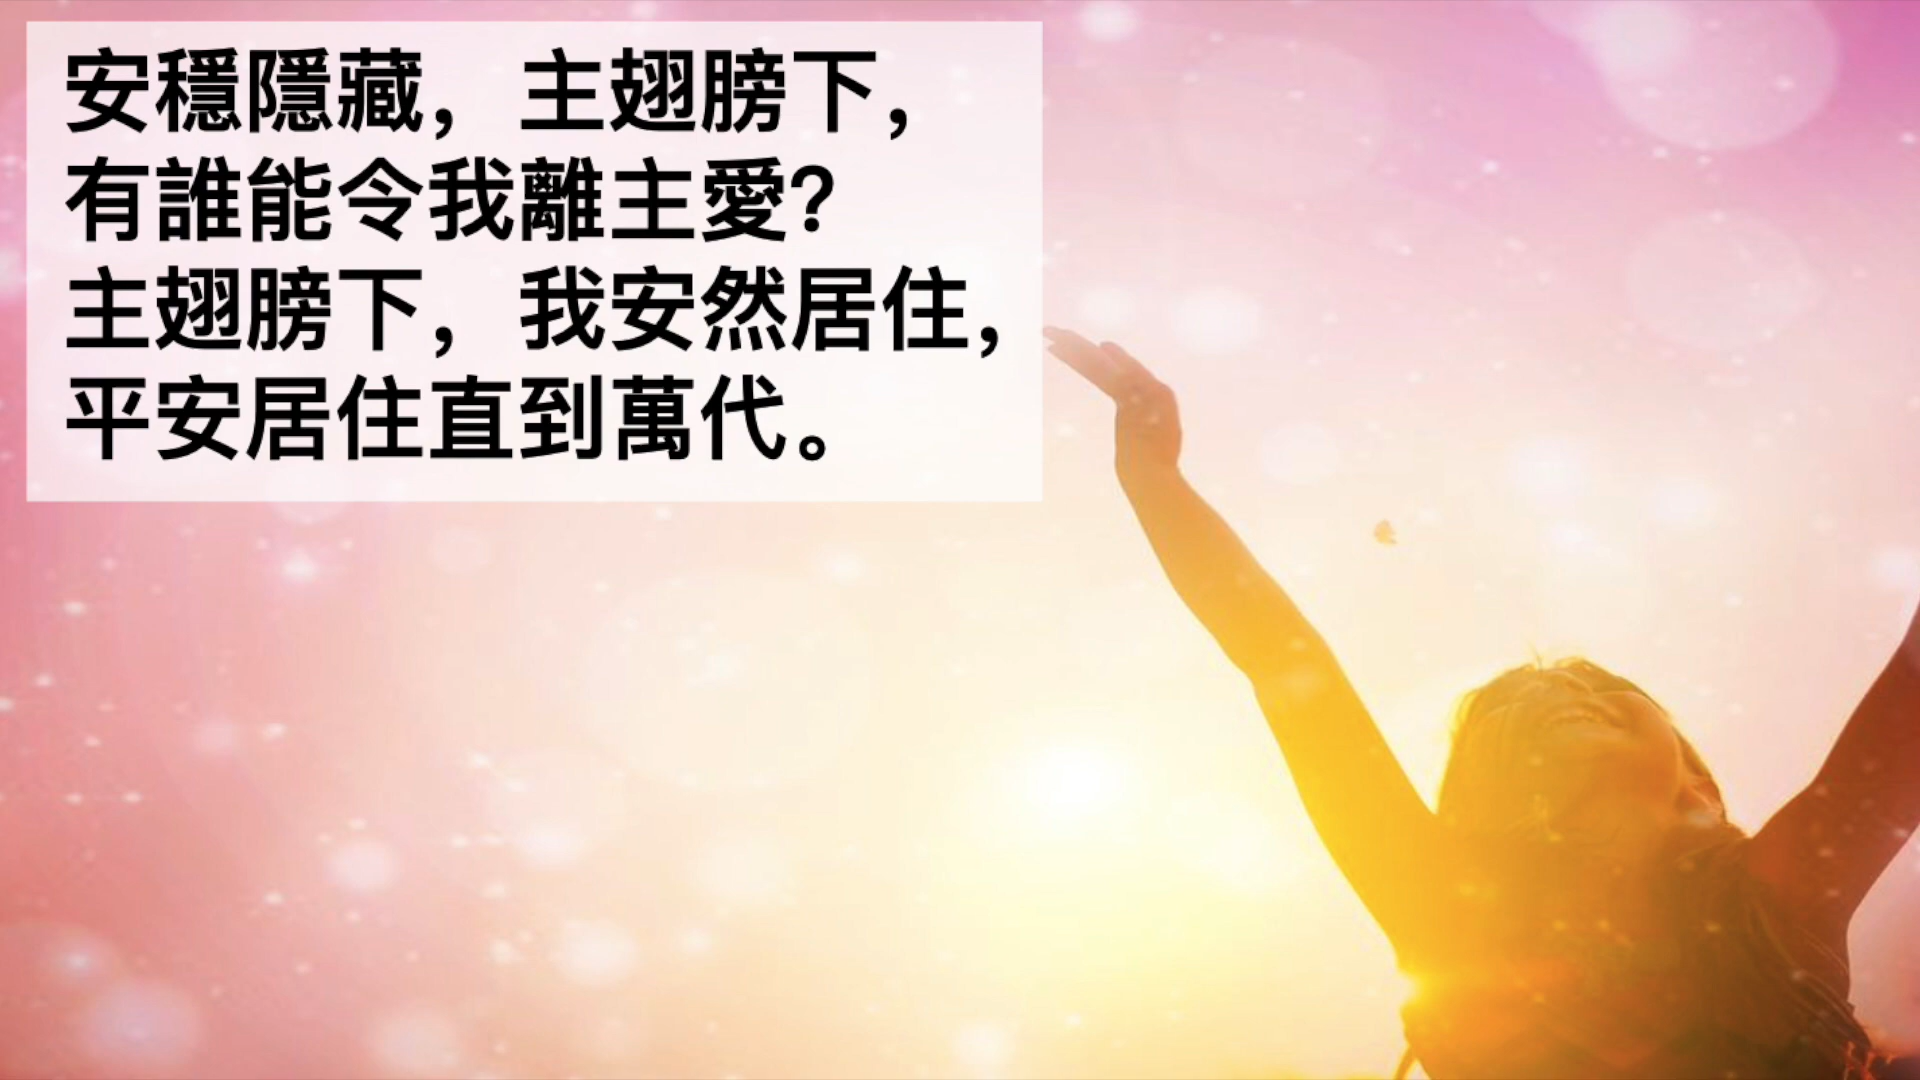 安穩隱藏，主翅膀下，
有誰能令我離主愛？
主翅膀下，我安然居住，
平安居住直到萬代。